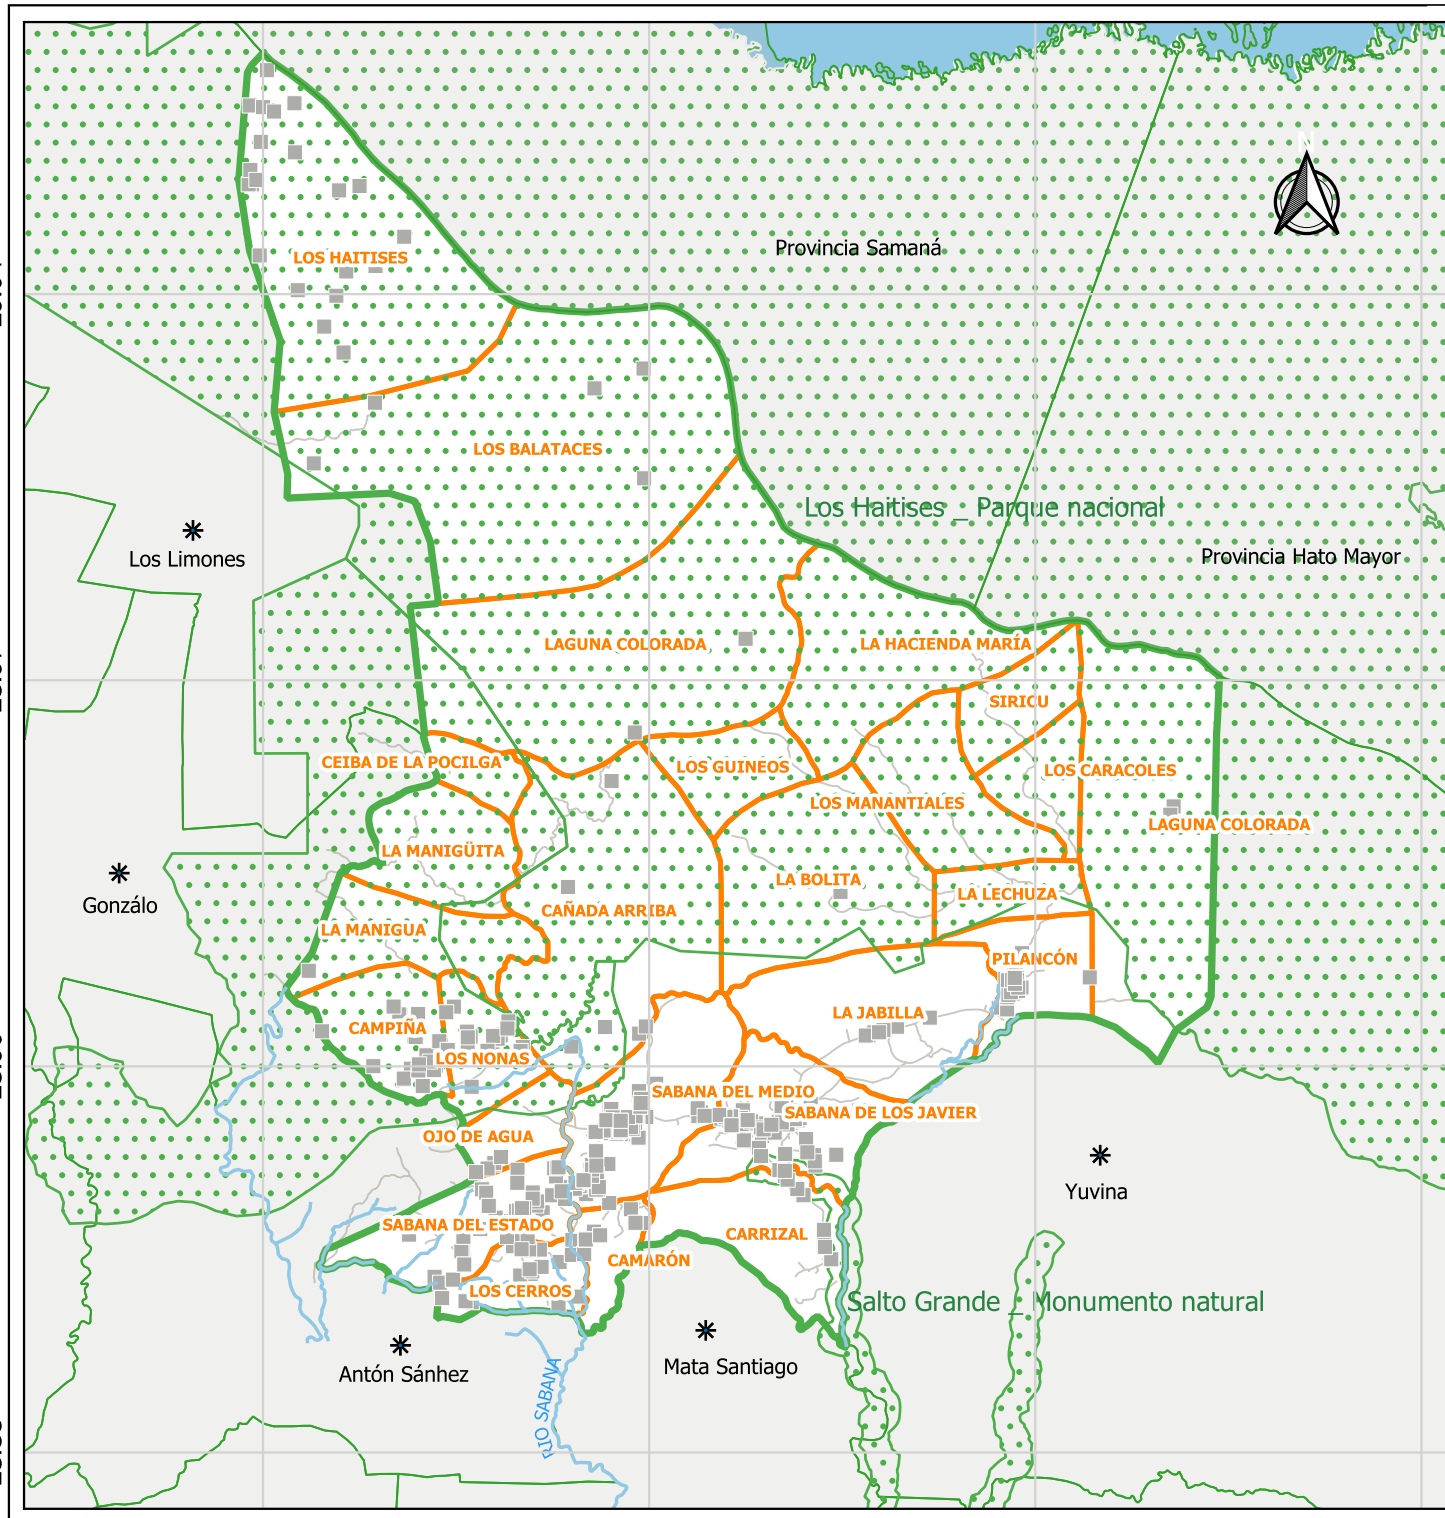 N
Provincia Samaná
LOS HAITISES
LOS BALATACES
Los Haitises _ Parque nacional
Los Limones
Provincia Hato Mayor
LAGUNA COLORADA
LA HACIENDA MARÍA
SIRICU
CEIBA DE LA POCILGA
LOS GUINEOS
LOS CARACOLES
LOS MANANTIALES
LAGUNA COLORADA
LA MANIGÜITA
LA BOLITA
LA LECHUZA
Gonzálo
CAÑADA ARRIBA
LA MANIGUA
PILANCÓN
LA JABILLA
CAMPIÑA
LOS NONAS
SABANA DEL MEDIO
SABANA DE LOS JAVIER
OJO DE AGUA
Yuvina
SABANA DEL ESTADO
CARRIZAL
CAMARÓN
LOS CERROS
Salto Grande _ Monumento natural
Antón Sánhez
Mata Santiago
RIO SABANA